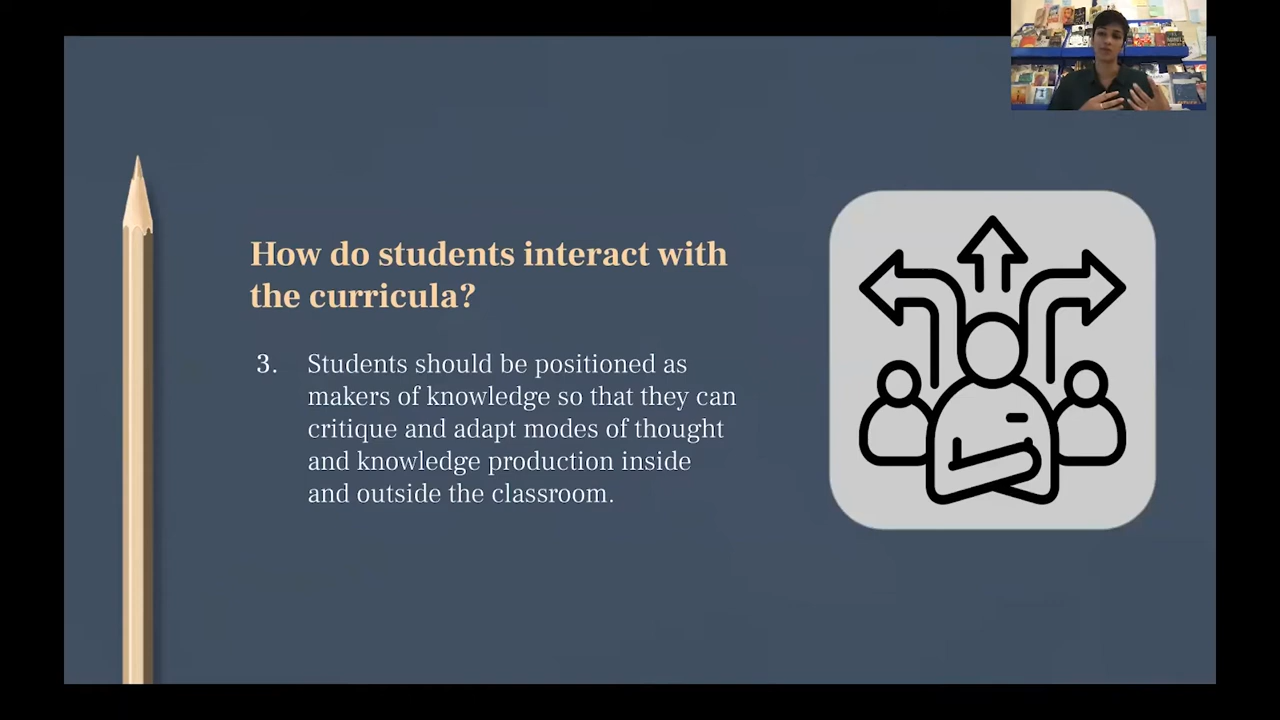 How do students interact with
the curricula?
3. Students should be positioned as
makers of knowledge so that they can
critique and adapt modes of thought
and knowledge production inside
and outside the classroom.